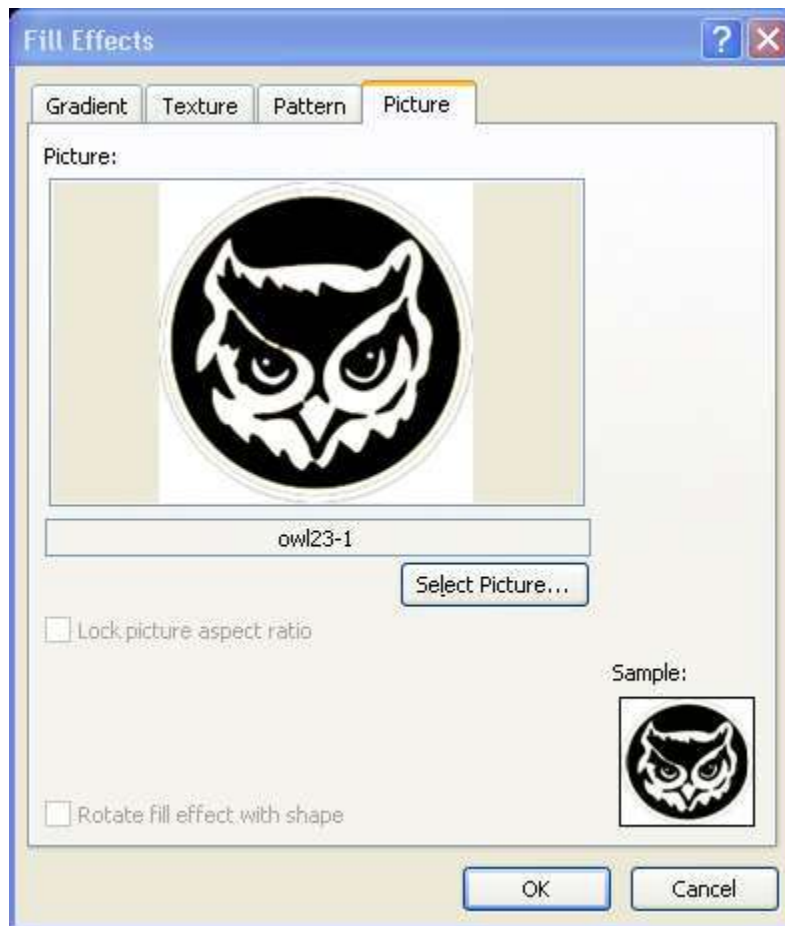 Fill Effects
Gradient Texture Pattern Picture
Picture:
owl23-1
Select Picture...
Lock picture aspect ratio
Sample:
Rotate fill effect with shape
OK Cancel